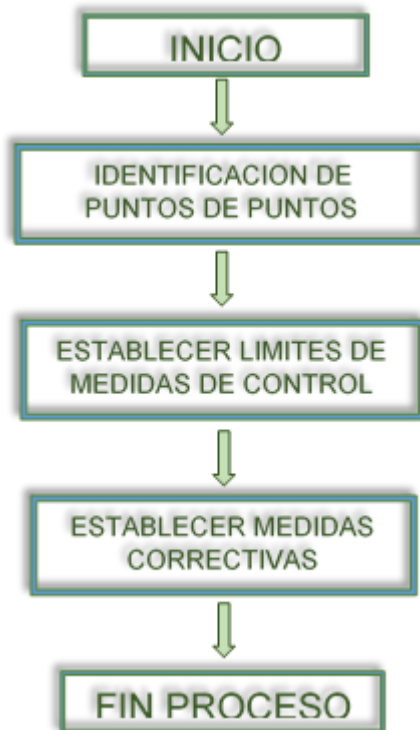 INICIO
IDENTIFICACION DE
PUNTOS DE PUNTOS
ESTABLECER LIMITES DE
MEDIDAS DE CONTROL
ESTABLECER MEDIDAS
CORRECTIVAS
FIN PROCESO